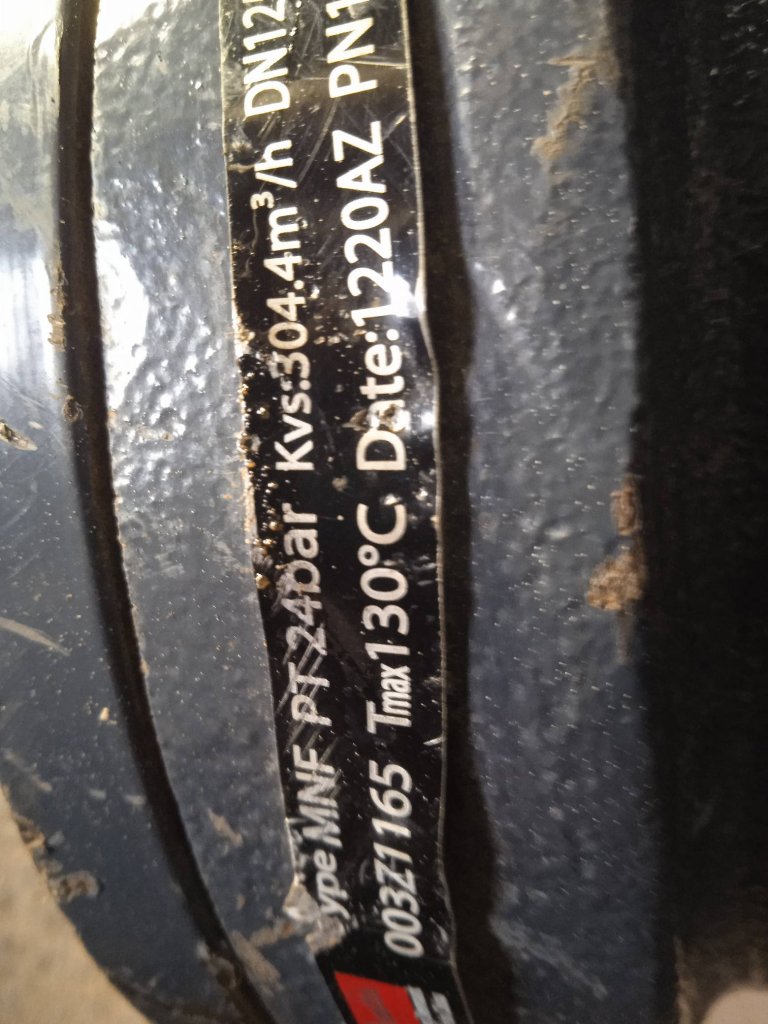 ype MNF PT 24bar Kvs:304.4m³/h DN12
003Z1165 Tmax130°C Date:1220AZ PN1